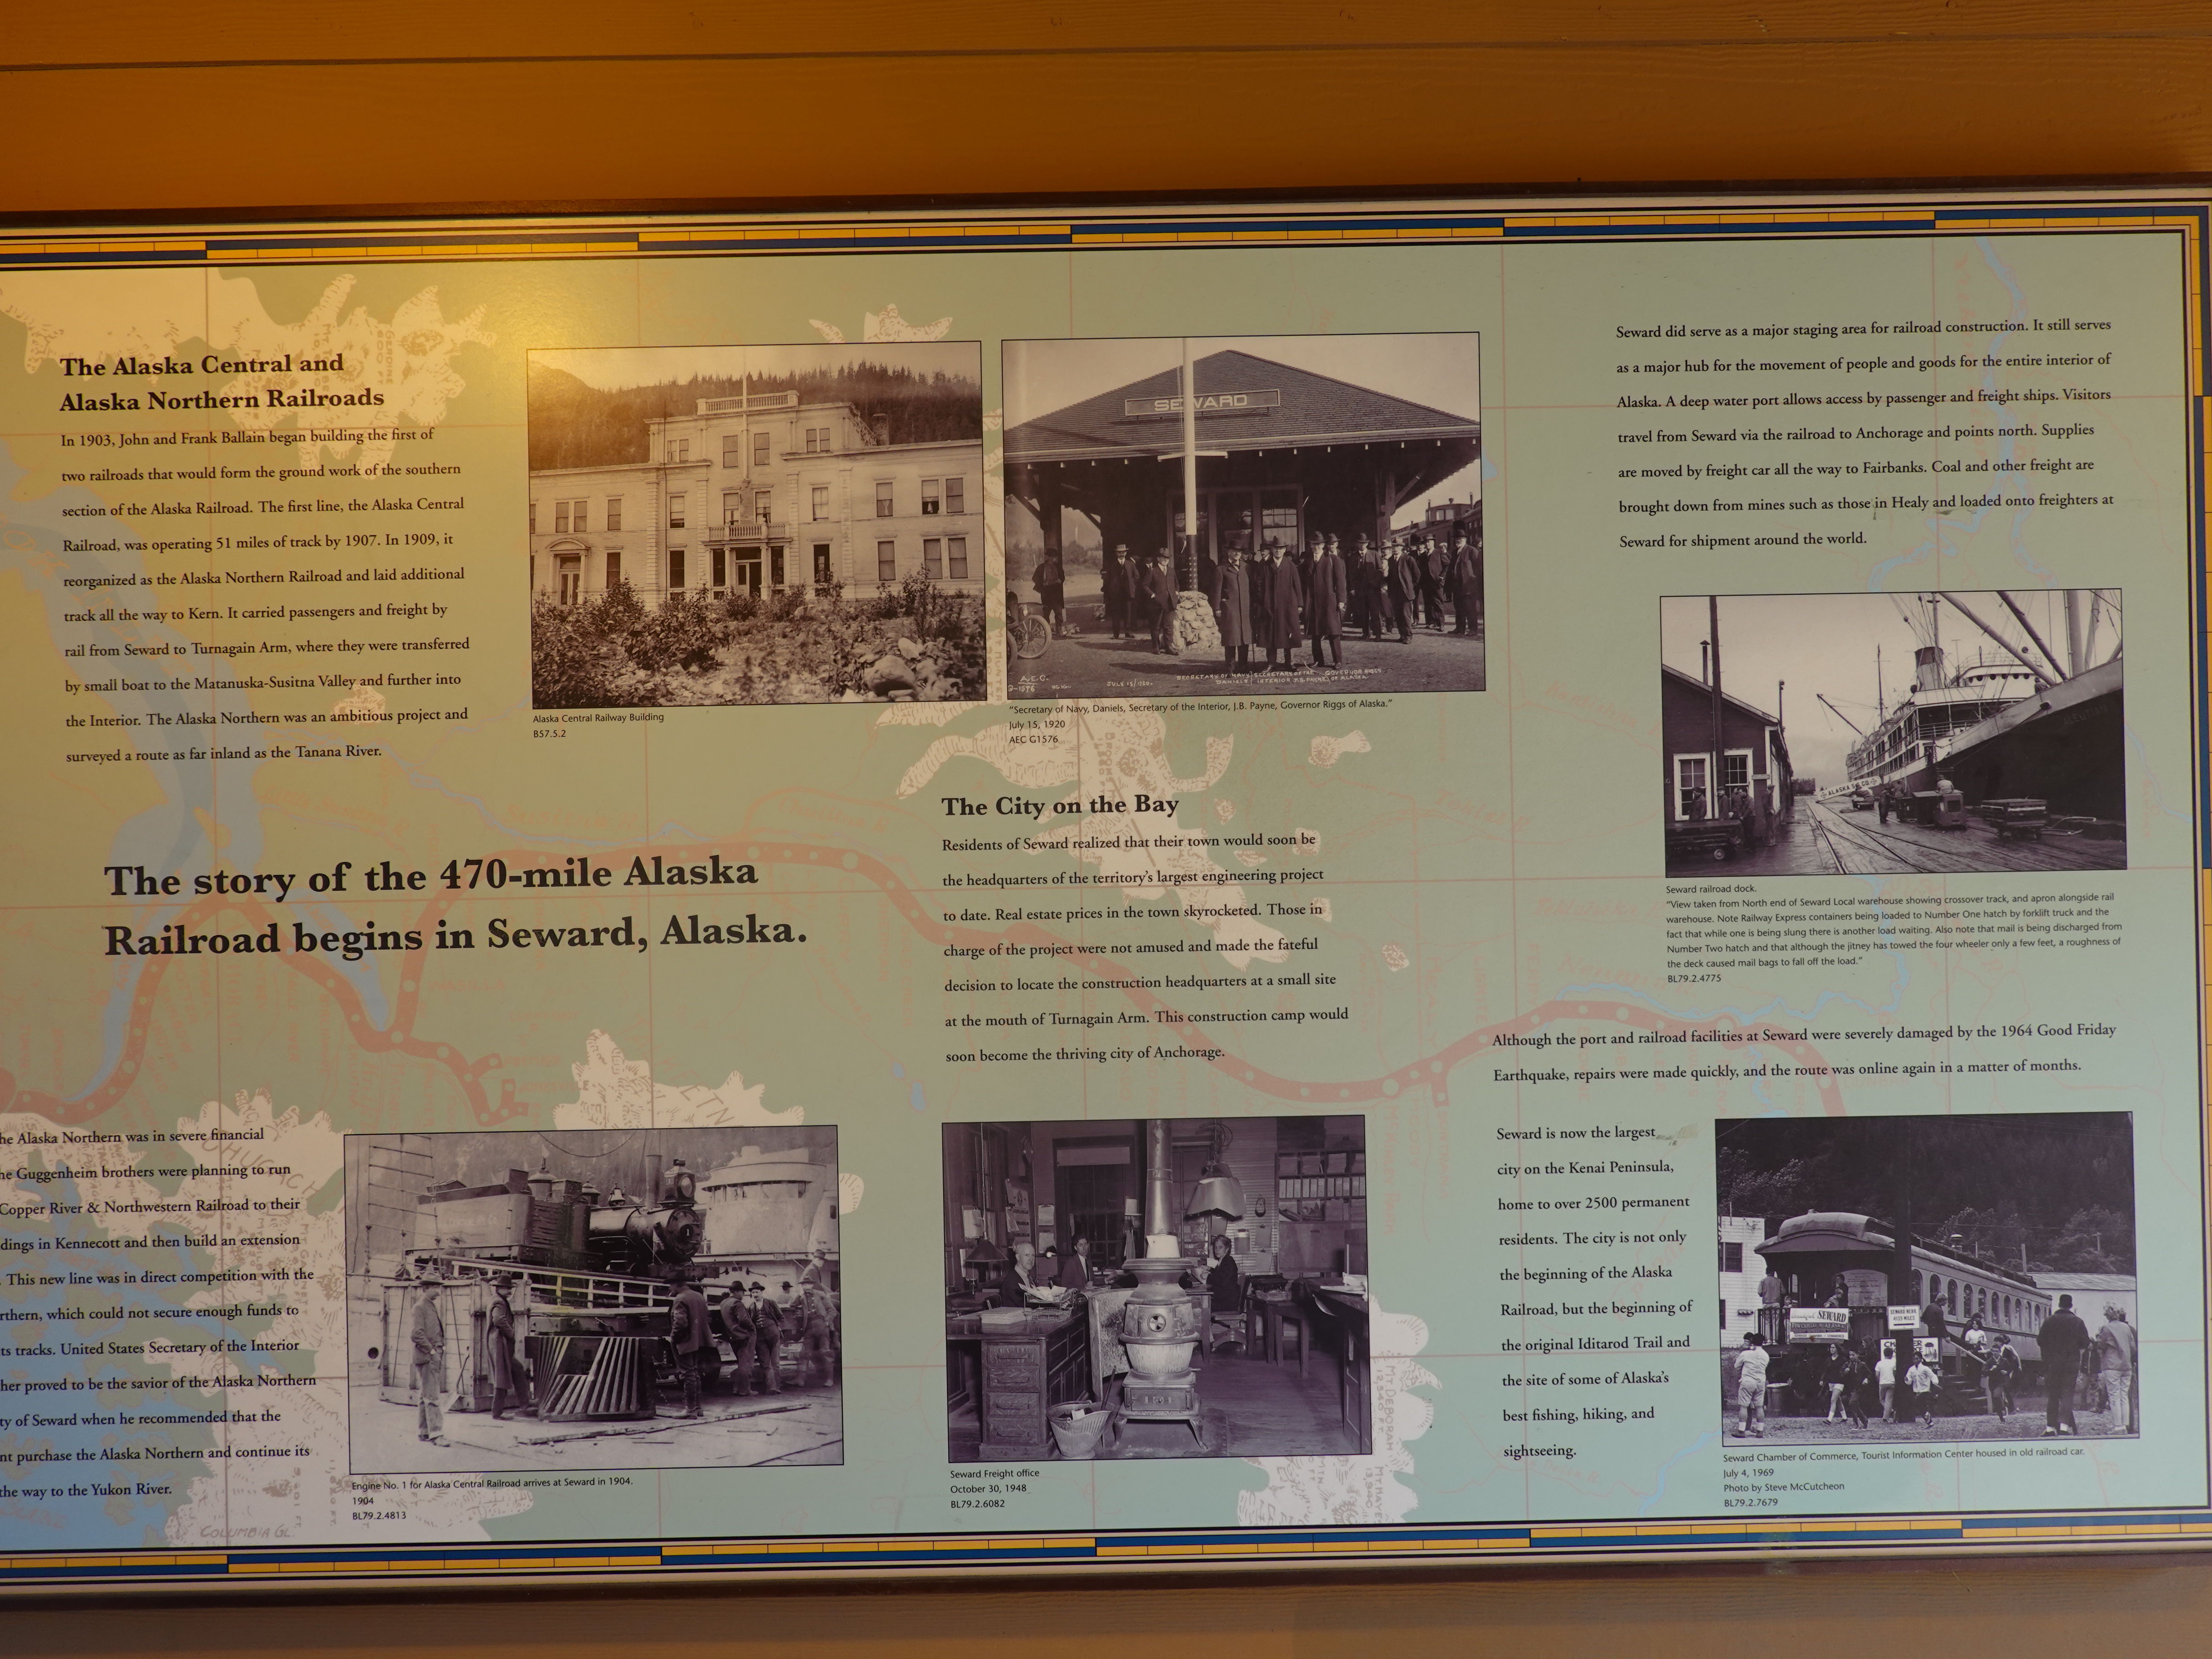 The Alaska Central and
Alaska Northern Railroads
In 1903, John and Frank Ballain began building the first of
two railroads that would form the ground work of the southern
section of the Alaska Railroad. The first line, the Alaska Central
Railroad, was operating 51 miles of track by 1907. In 1909, it
reorganized as the Alaska Northern Railroad and laid additional
track all the way to Kern. It carried passengers and freight by
rail from Seward to Turnagain Arm, where they were transferred
by small boat to the Matanuska-Susitna Valley and further into
the Interior. The Alaska Northern was an ambitious project and
surveyed a route as far inland as the Tanana River.
Alaska Central Railway Building
B57.5.2
SEWARD
A.E.C.
JULY 15/1920.
"Secretary of Navy, Daniels, Secretary of the Interior, J.B. Payne, Governor Riggs of Alaska."
July 15, 1920
AEC G1576
The story of the 470-mile Alaska
Railroad begins in Seward, Alaska.
he Alaska Northern was in severe financial
he Guggenheim brothers were planning to run
Copper River & Northwestern Railroad to their
dings in Kennecott and then build an extension
. This new line was in direct competition with the
rthern, which could not secure enough funds to
ts tracks. United States Secretary of the Interior
her proved to be the savior of the Alaska Northern
ty of Seward when he recommended that the
nt purchase the Alaska Northern and continue its
the way to the Yukon River.
COLUMBIA GL.
Engine No. 1 for Alaska Central Railroad arrives at Seward in 1904.
1904
BL79.2.4813
The City on the Bay
Residents of Seward realized that their town would soon be
the headquarters of the territory's largest engineering project
to date. Real estate prices in the town skyrocketed. Those in
charge of the project were not amused and made the fateful
decision to locate the construction headquarters at a small site
at the mouth of Turnagain Arm. This construction camp would
soon become the thriving city of Anchorage.
Seward Freight office
October 30, 1948
BL79.2.6082
Seward did serve as a major staging area for railroad construction. It still serves
as a major hub for the movement of people and goods for the entire interior of
Alaska. A deep water port allows access by passenger and freight ships. Visitors
travel from Seward via the railroad to Anchorage and points north. Supplies
are moved by freight car all the way to Fairbanks. Coal and other freight are
brought down from mines such as those in Healy and loaded onto freighters at
Seward for shipment around the world.
Seward railroad dock.
"View taken from North end of Seward Local warehouse showing crossover track, and apron alongside rail
warehouse. Note Railway Express containers being loaded to Number One hatch by forklift truck and the
fact that while one is being slung there is another load waiting. Also note that mail is being discharged from
Number Two hatch and that although the jitney has towed the four wheeler only a few feet, a roughness of
the deck caused mail bags to fall off the load."
BL79.2.4775
Although the port and railroad facilities at Seward were severely damaged by the 1964 Good Friday
Earthquake, repairs were made quickly, and the route was online again in a matter of months.
Seward is now the largest
city on the Kenai Peninsula,
home to over 2500 permanent
residents. The city is not only
the beginning of the Alaska
Railroad, but the beginning of
the original Iditarod Trail and
the site of some of Alaska's
best fishing, hiking, and
sightseeing.
SEWARD
Seward Chamber of Commerce, Tourist Information Center housed in old railroad car.
July 4, 1969
Photo by Steve McCutcheon
BL79.2.7679